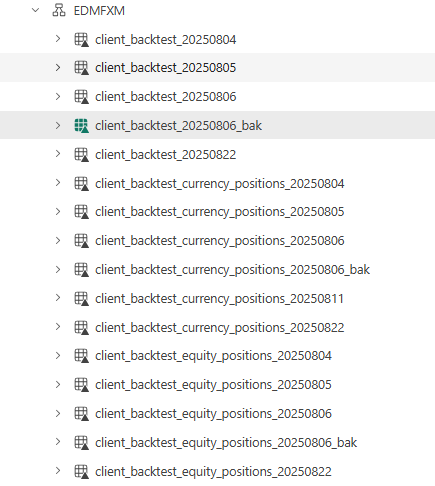 EDMFXM
client_backtest_20250804
client_backtest_20250805
client_backtest_20250806
client_backtest_20250806_bak
client_backtest_20250822
client_backtest_currency_positions_20250804
client_backtest_currency_positions_20250805
client_backtest_currency_positions_20250806
client_backtest_currency_positions_20250806_bak
client_backtest_currency_positions_20250811
client_backtest_currency_positions_20250822
client_backtest_equity_positions_20250804
client_backtest_equity_positions_20250805
client_backtest_equity_positions_20250806
client_backtest_equity_positions_20250806_bak
client_backtest_equity_positions_20250822